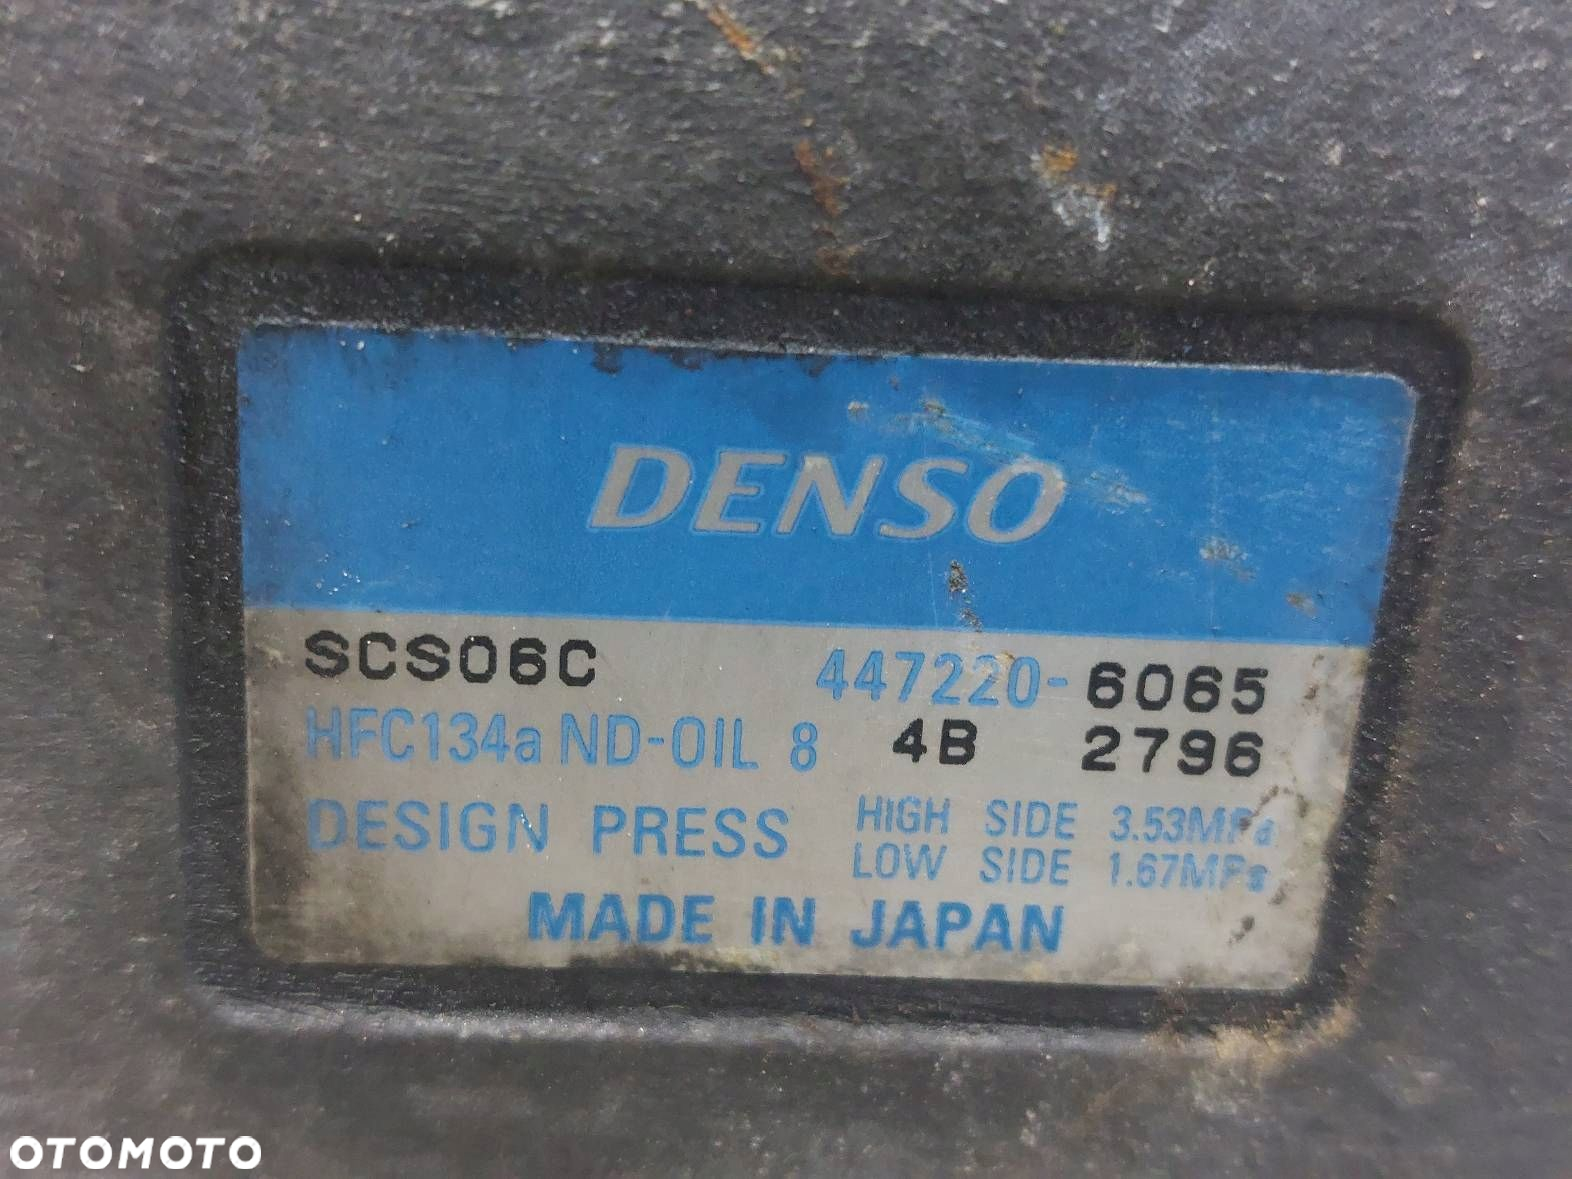 DENSO
SCS06C 447220-6065
HFC134a ND-OIL 8 4B 2796
DESIGN PRESS HIGH SIDE 3.53MPa
LOW SIDE 1.67MPa
MADE IN JAPAN
OTOMOTO